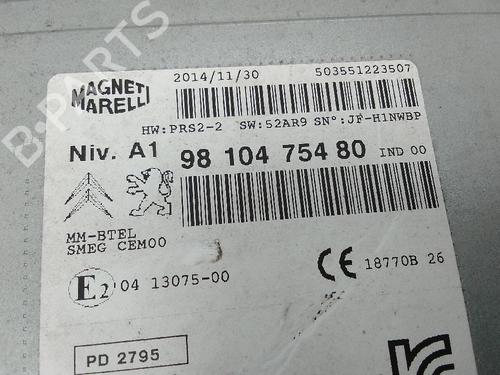 B-PARTS
MAGNETI MARELLI
2014/11/30
503551223507
HW:PRS2-2 SW:52AR9 SN°:JF-H1NWBP
Niv. A1 98 104 754 80 IND 00
MM-BTEL
SMEG CEM00
E2 04 13075-00
CE 18770B 26
PD 2795